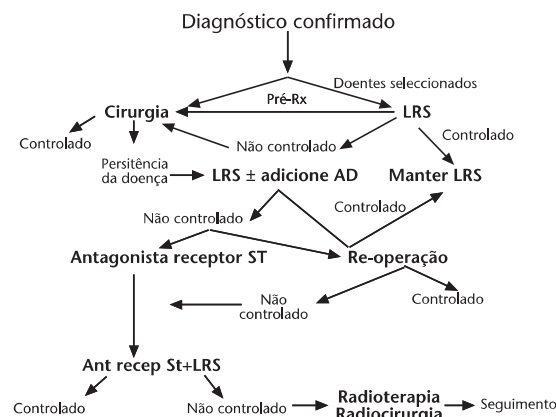 Diagnóstico confirmado
Doentes seleccionados
Pré-Rx
Cirurgia
LRS
Controlado
Não controlado
Controlado
Persitência
da doença
LRS ± adicione AD
Manter LRS
Não controlado
Controlado
Antagonista receptor ST
Re-operação
Não
controlado
Controlado
Ant recep St+LRS
Controlado
Não controlado
Radioterapia
Radiocirurgia
Seguimento